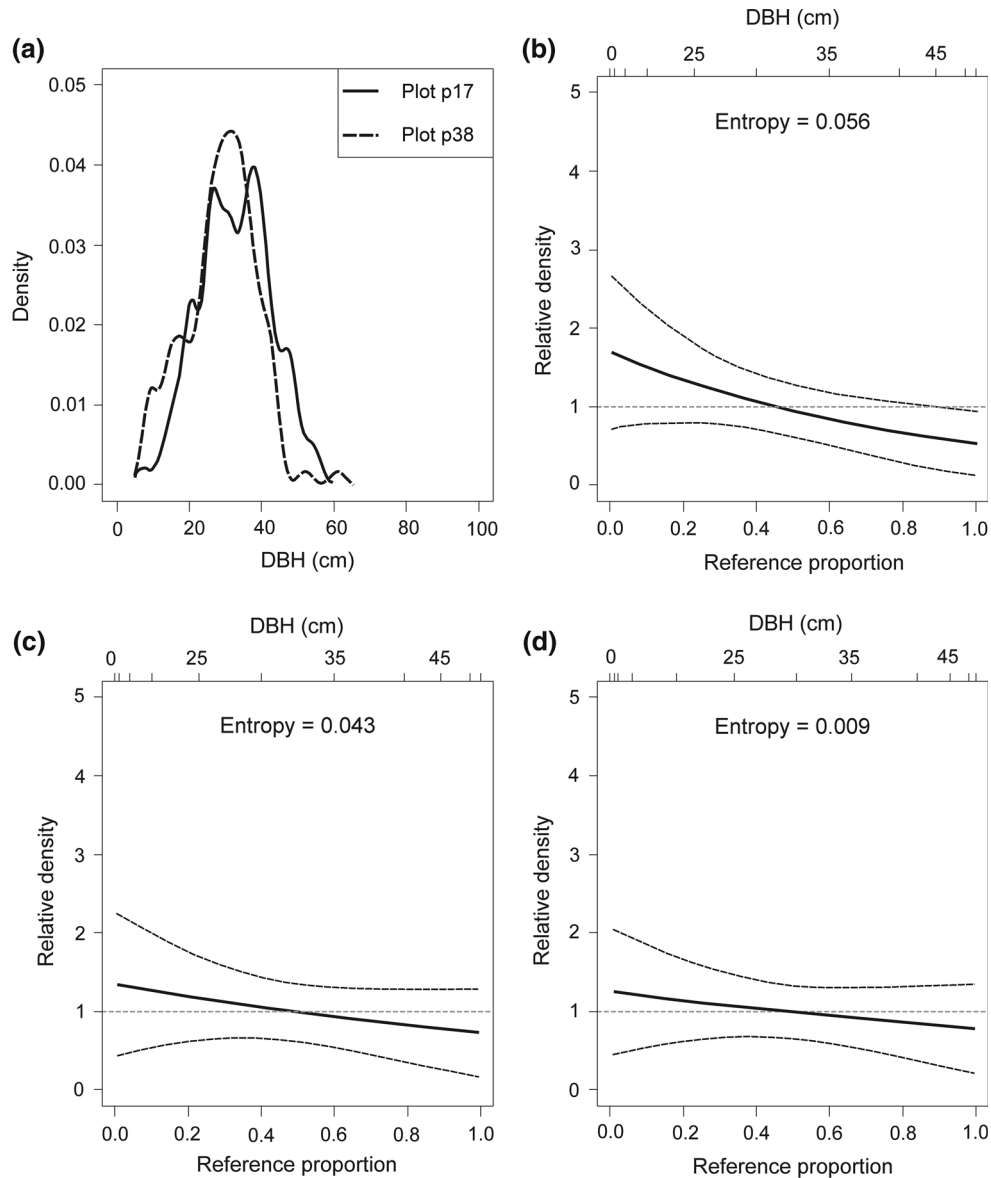 (a)
0.05
0.04
0.03
0.02
0.01
0.00
Density
Plot p17
Plot p38
0 20 40 60 80 100
DBH (cm)
(b)
DBH (cm)
0 25 35 45
Entropy = 0.056
5
4
3
2
1
0
Relative density
0.0 0.2 0.4 0.6 0.8 1.0
Reference proportion
(c)
DBH (cm)
0 25 35 45
Entropy = 0.043
5
4
3
2
1
0
Relative density
0.0 0.2 0.4 0.6 0.8 1.0
Reference proportion
(d)
DBH (cm)
0 25 35 45
Entropy = 0.009
5
4
3
2
1
0
Relative density
0.0 0.2 0.4 0.6 0.8 1.0
Reference proportion